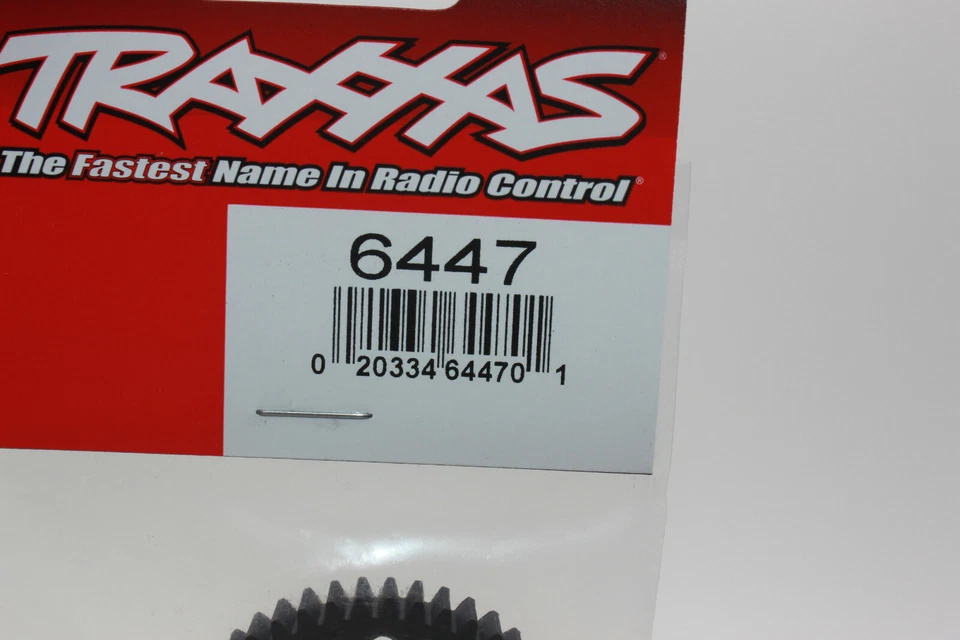 TRAXXAS®
The Fastest Name In Radio Control®
6447
0 20334 64470 1